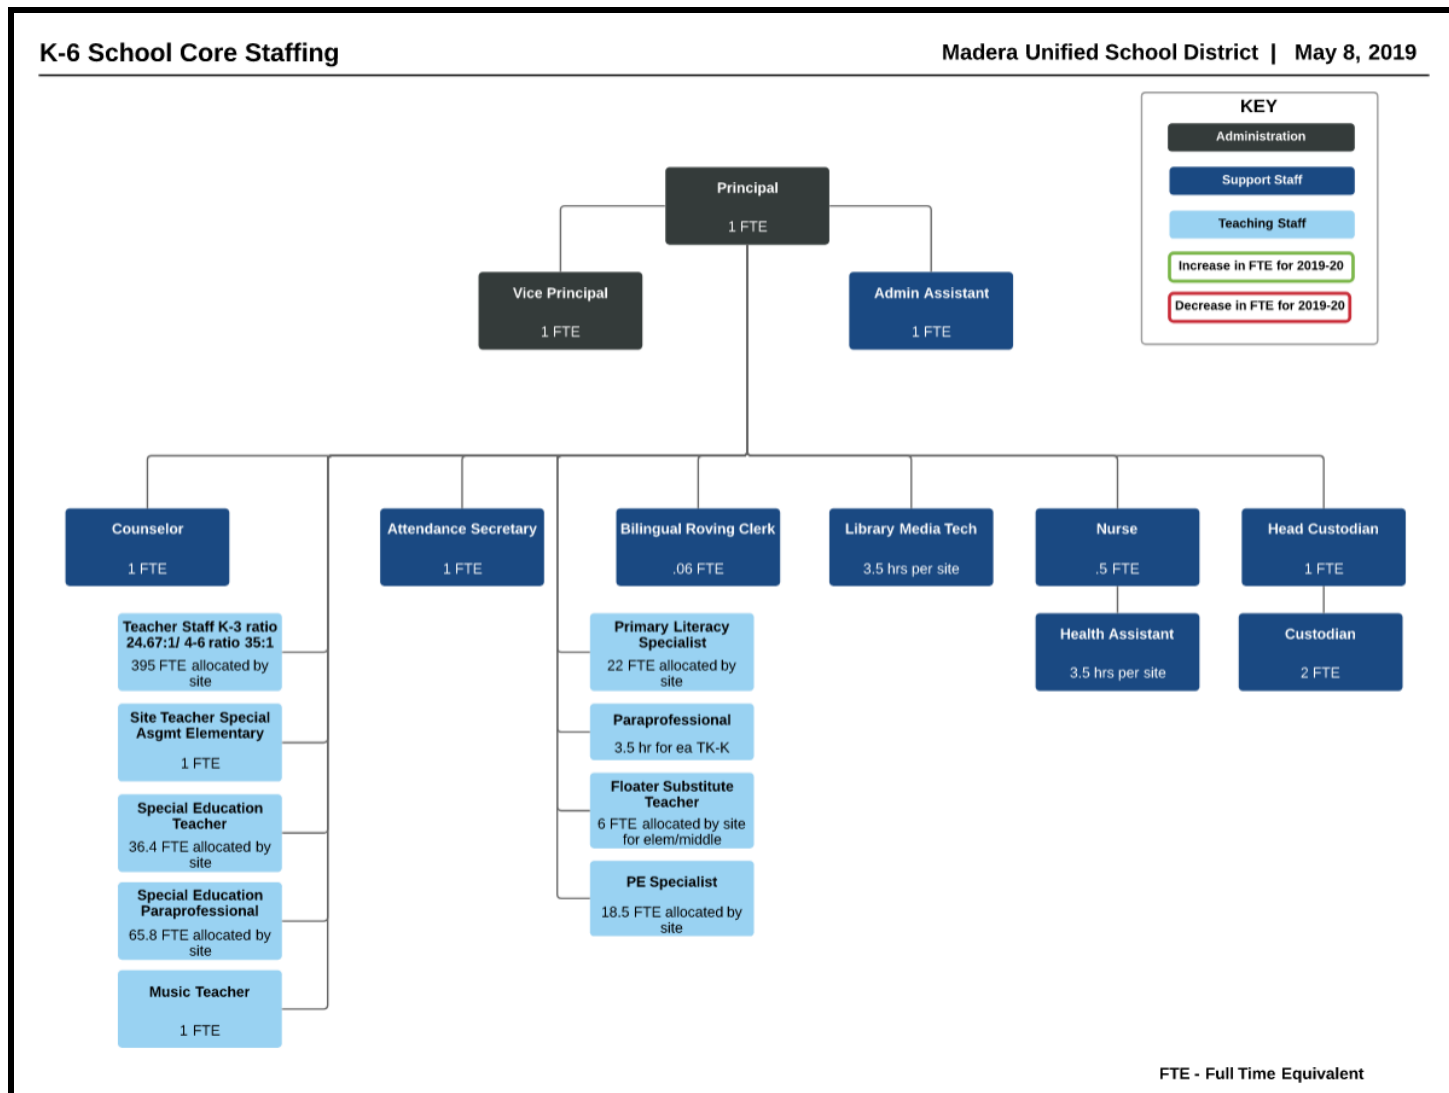 K-6 School Core Staffing
Madera Unified School District | May 8, 2019
KEY
Administration
Support Staff
Teaching Staff
Increase in FTE for 2019-20
Decrease in FTE for 2019-20
Principal
1 FTE
Vice Principal
1 FTE
Admin Assistant
1 FTE
Counselor
1 FTE
Attendance Secretary
1 FTE
Bilingual Roving Clerk
.06 FTE
Library Media Tech
3.5 hrs per site
Nurse
.5 FTE
Head Custodian
1 FTE
Teacher Staff K-3 ratio
24.67:1/ 4-6 ratio 35:1
395 FTE allocated by
site
Site Teacher Special
Asgmt Elementary
1 FTE
Special Education
Teacher
36.4 FTE allocated by
site
Special Education
Paraprofessional
65.8 FTE allocated by
site
Music Teacher
1 FTE
Primary Literacy
Specialist
22 FTE allocated by
site
Paraprofessional
3.5 hr for ea TK-K
Floater Substitute
Teacher
6 FTE allocated by site
for elem/middle
PE Specialist
18.5 FTE allocated by
site
Health Assistant
3.5 hrs per site
Custodian
2 FTE
FTE - Full Time Equivalent